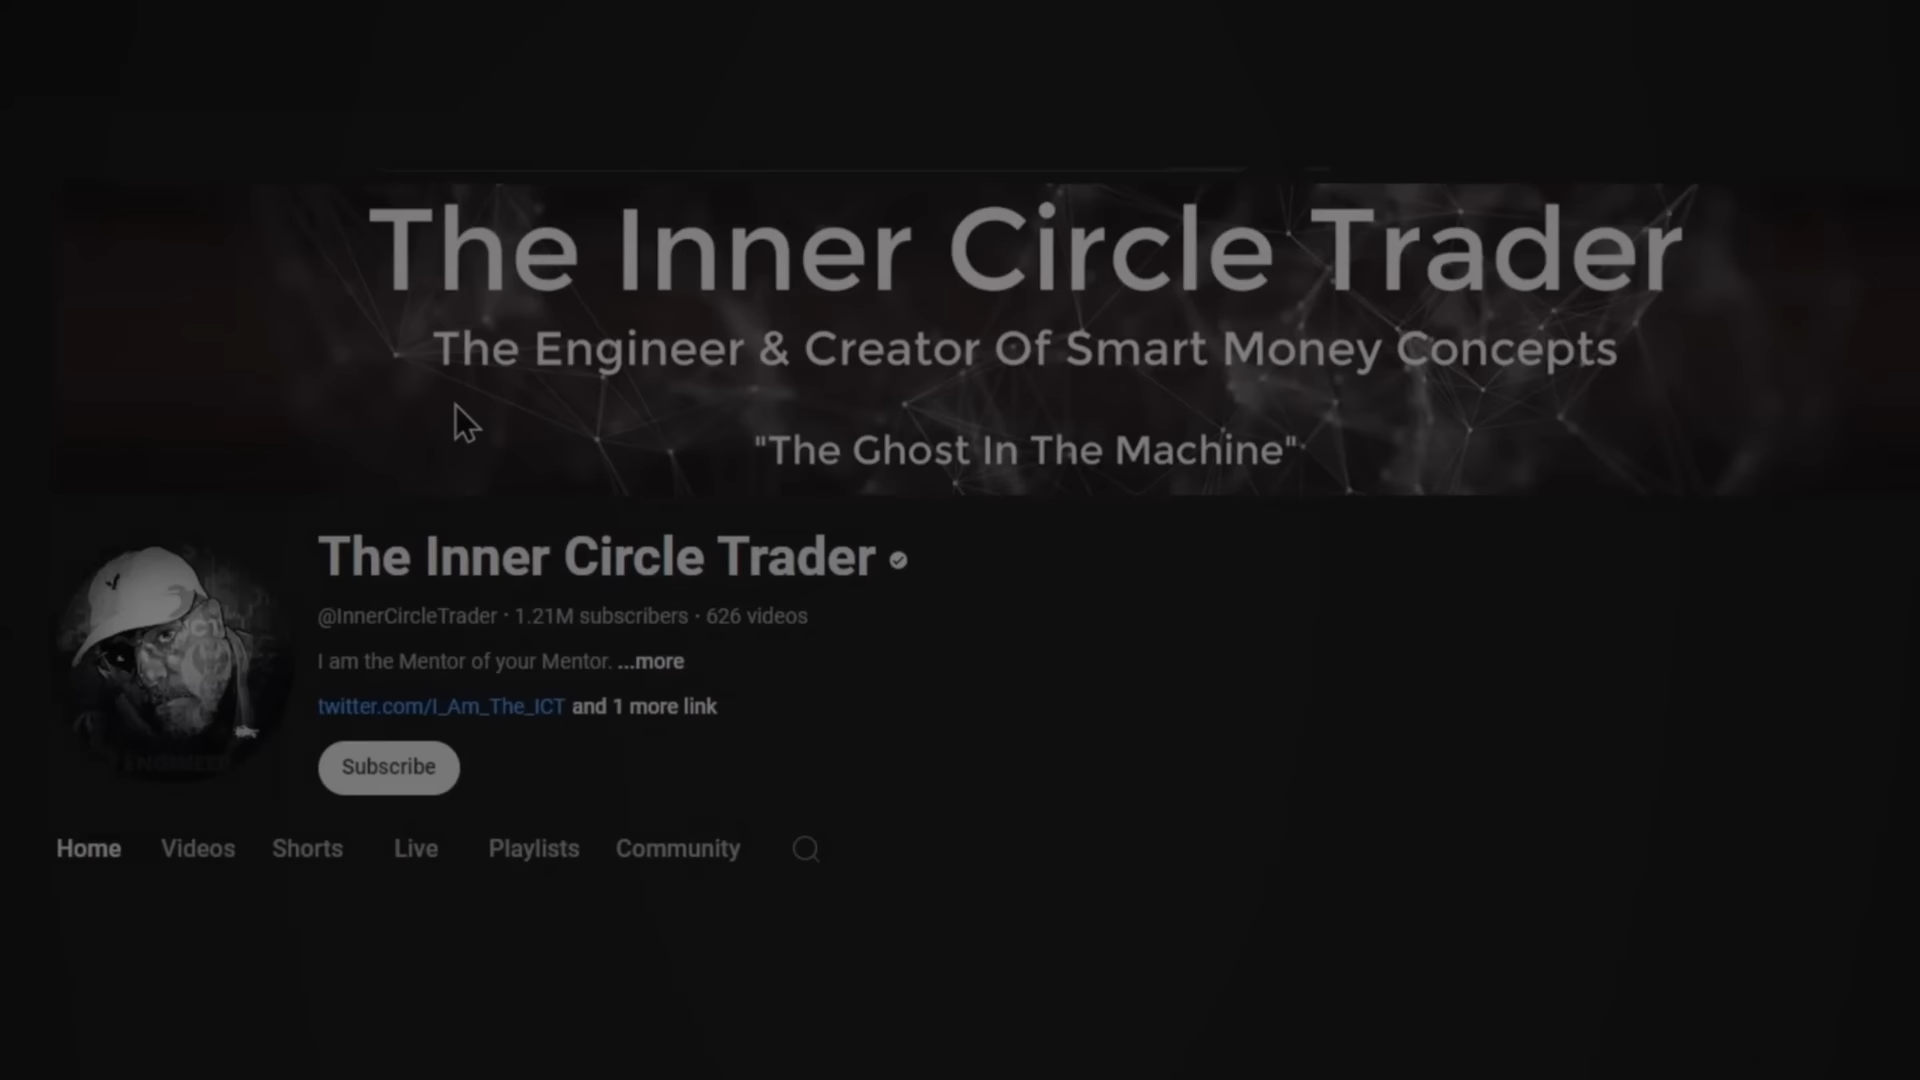 The Inner Circle Trader
The Engineer & Creator Of Smart Money Concepts
"The Ghost In The Machine"
The Inner Circle Trader
@InnerCircleTrader · 1.21M subscribers · 626 videos
I am the Mentor of your Mentor. ...more
twitter.com/I_Am_The_ICT and 1 more link
Subscribe
Home Videos Shorts Live Playlists Community